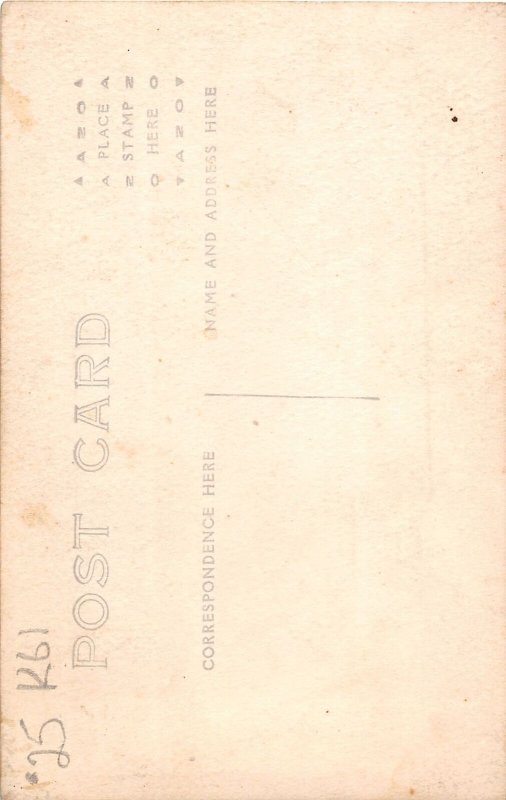 $25 K61
POST CARD
▲ A Z O ▲
A PLACE A
Z STAMP Z
O HERE O
▼ A Z O ▼
CORRESPONDENCE HERE
NAME AND ADDRESS HERE